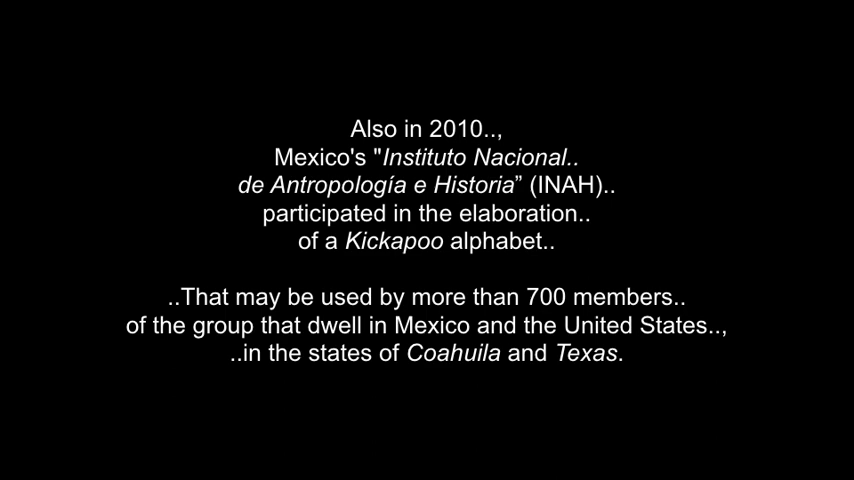 Also in 2010..,
Mexico's "Instituto Nacional..
de Antropología e Historia” (INAH)..
participated in the elaboration..
of a Kickapoo alphabet..
..That may be used by more than 700 members..
of the group that dwell in Mexico and the United States..,
..in the states of Coahuila and Texas.